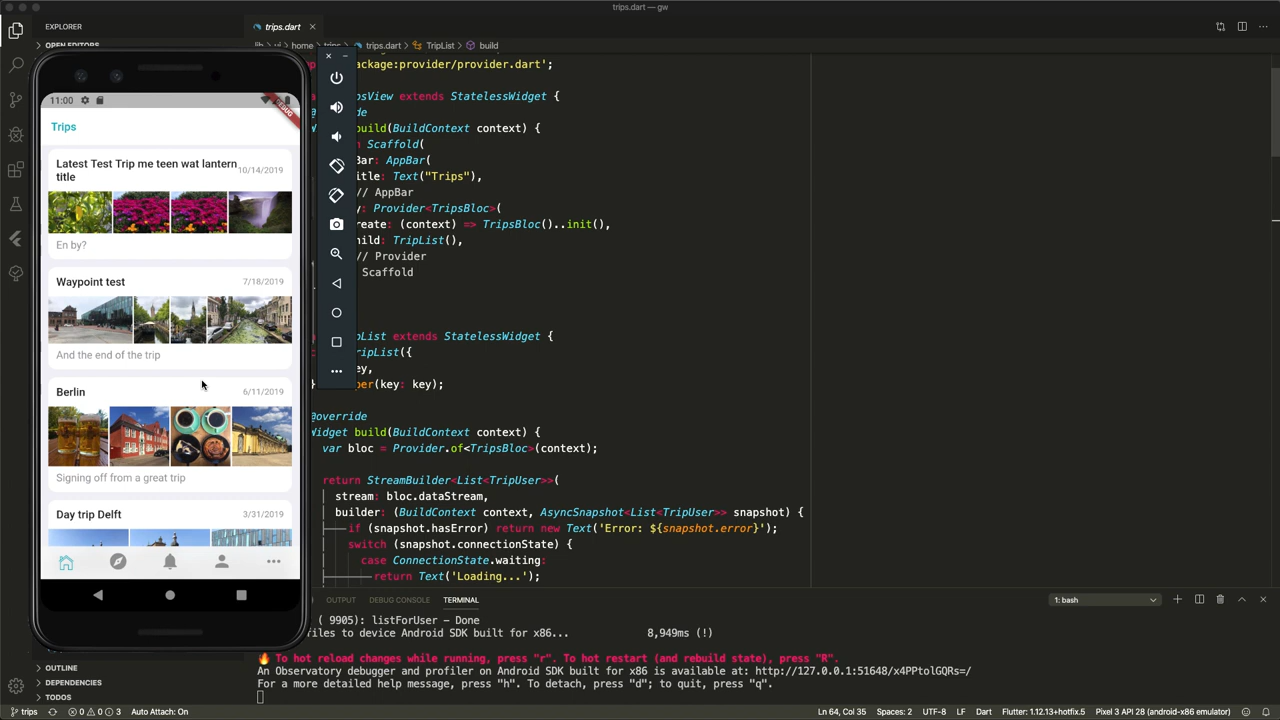 trips.dart — gw
EXPLORER
trips.dart
OPEN EDITORS
trips.dart > TripList > build
ackage:provider/provider.dart';
osView extends StatelessWidget {
de
build(BuildContext context) {
Scaffold(
Bar: AppBar(
itle: Text("Trips"),
// AppBar
y: Provider<TripsBloc>(
reate: (context) => TripsBloc()..init(),
hild: TripList(),
// Provider
Scaffold
pList extends StatelessWidget {
ripList({
ey,
per(key: key);
@override
Widget build(BuildContext context) {
var bloc = Provider.of<TripsBloc>(context);
return StreamBuilder<List<TripUser>>(
stream: bloc.dataStream,
builder: (BuildContext context, AsyncSnapshot<List<TripUser>> snapshot) {
if (snapshot.hasError) return new Text('Error: ${snapshot.error}');
switch (snapshot.connectionState) {
case ConnectionState.waiting:
return Text('Loading...');
11:00
DEBUG
Trips
Latest Test Trip me teen wat lantern
title
10/14/2019
En by?
Waypoint test 7/18/2019
And the end of the trip
Berlin 6/11/2019
Signing off from a great trip
Day trip Delft 3/31/2019
OUTPUT DEBUG CONSOLE TERMINAL 1: bash
( 9905): listForUser - Done
files to device Android SDK built for x86... 8,949ms (!)
🔥 To hot reload changes while running, press "r". To hot restart (and rebuild state), press "R".
An Observatory debugger and profiler on Android SDK built for x86 is available at: http://127.0.0.1:51648/x4PPtolGQRs=/
For a more detailed help message, press "h". To detach, press "d"; to quit, press "q".
OUTLINE
DEPENDENCIES
TODOS
trips 0 0 3 Auto Attach: On Ln 64, Col 35 Spaces: 2 UTF-8 LF Dart Flutter: 1.12.13+hotfix.5 Pixel 3 API 28 (android-x86 emulator)